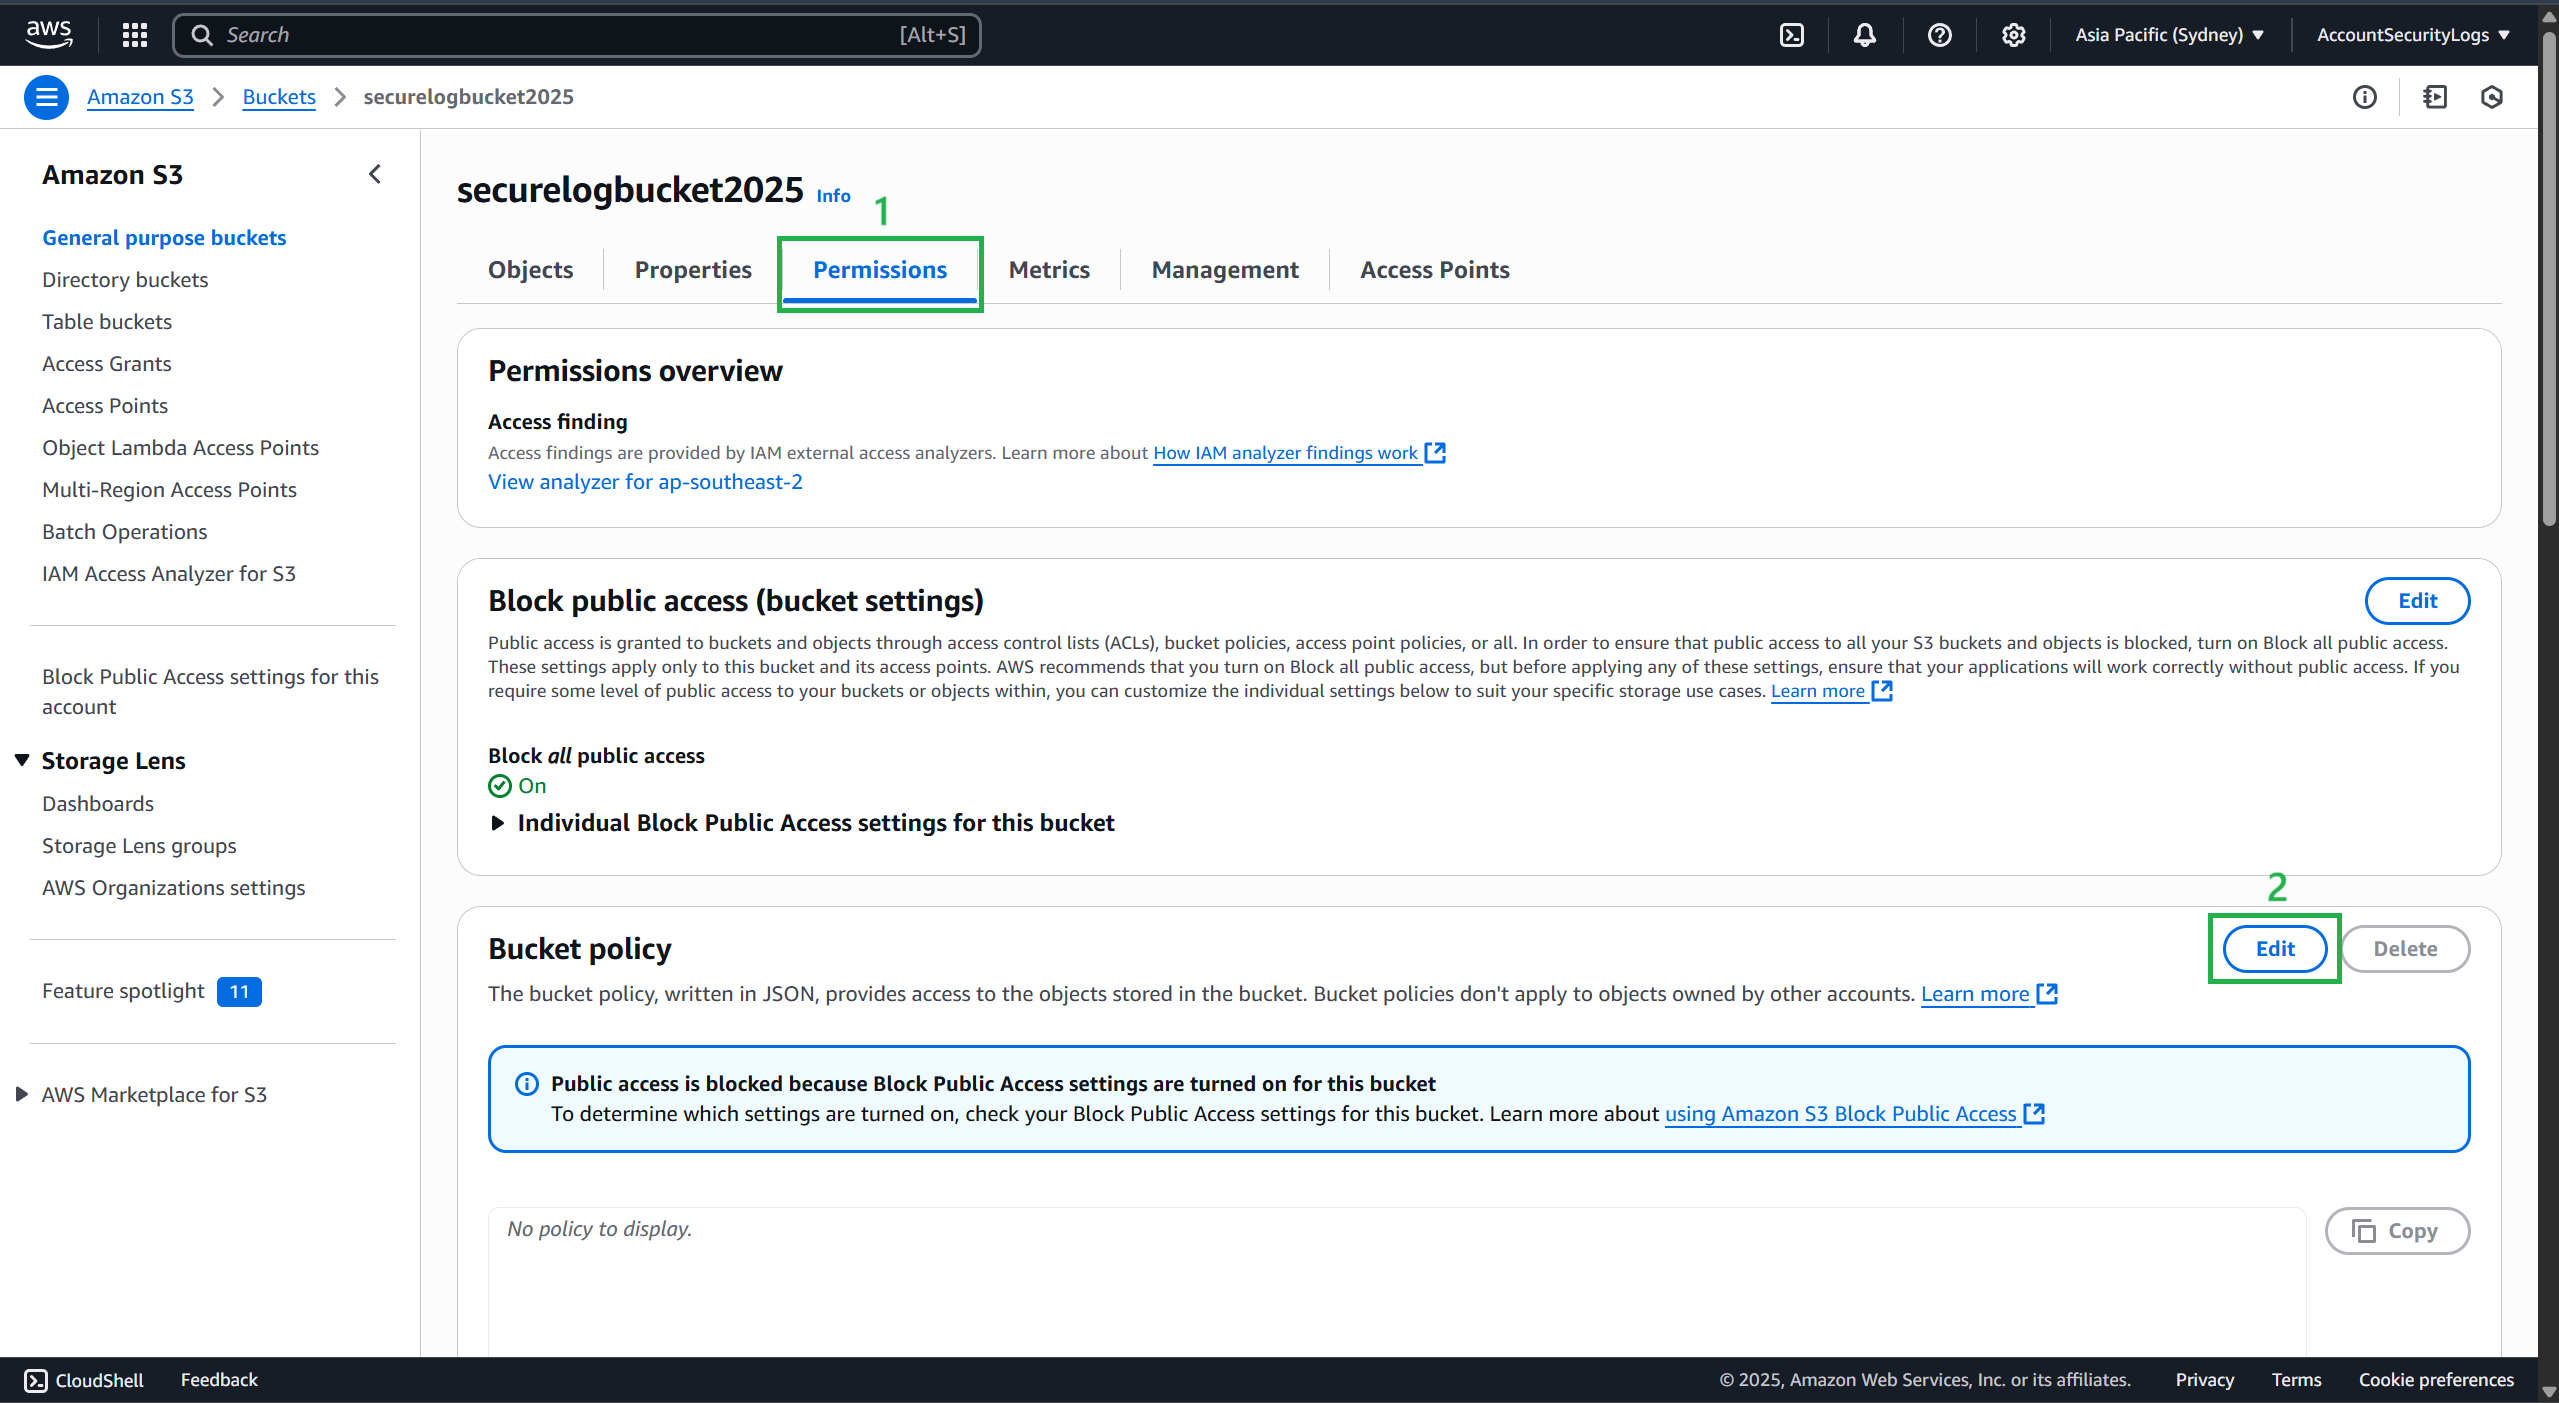 aws
Search [Alt+S]
Asia Pacific (Sydney)
AccountSecurityLogs
Amazon S3
Buckets
securelogbucket2025
Amazon S3
General purpose buckets
Directory buckets
Table buckets
Access Grants
Access Points
Object Lambda Access Points
Multi-Region Access Points
Batch Operations
IAM Access Analyzer for S3
Block Public Access settings for this
account
Storage Lens
Dashboards
Storage Lens groups
AWS Organizations settings
Feature spotlight 11
AWS Marketplace for S3
securelogbucket2025 Info
1
Objects Properties Permissions Metrics Management Access Points
Permissions overview
Access finding
Access findings are provided by IAM external access analyzers. Learn more about How IAM analyzer findings work
View analyzer for ap-southeast-2
Block public access (bucket settings)
Edit
Public access is granted to buckets and objects through access control lists (ACLs), bucket policies, access point policies, or all. In order to ensure that public access to all your S3 buckets and objects is blocked, turn on Block all public access.
These settings apply only to this bucket and its access points. AWS recommends that you turn on Block all public access, but before applying any of these settings, ensure that your applications will work correctly without public access. If you
require some level of public access to your buckets or objects within, you can customize the individual settings below to suit your specific storage use cases. Learn more
Block all public access
On
Individual Block Public Access settings for this bucket
2
Bucket policy
Edit
Delete
The bucket policy, written in JSON, provides access to the objects stored in the bucket. Bucket policies don't apply to objects owned by other accounts. Learn more
Public access is blocked because Block Public Access settings are turned on for this bucket
To determine which settings are turned on, check your Block Public Access settings for this bucket. Learn more about using Amazon S3 Block Public Access
No policy to display.
Copy
CloudShell
Feedback
© 2025, Amazon Web Services, Inc. or its affiliates.
Privacy
Terms
Cookie preferences